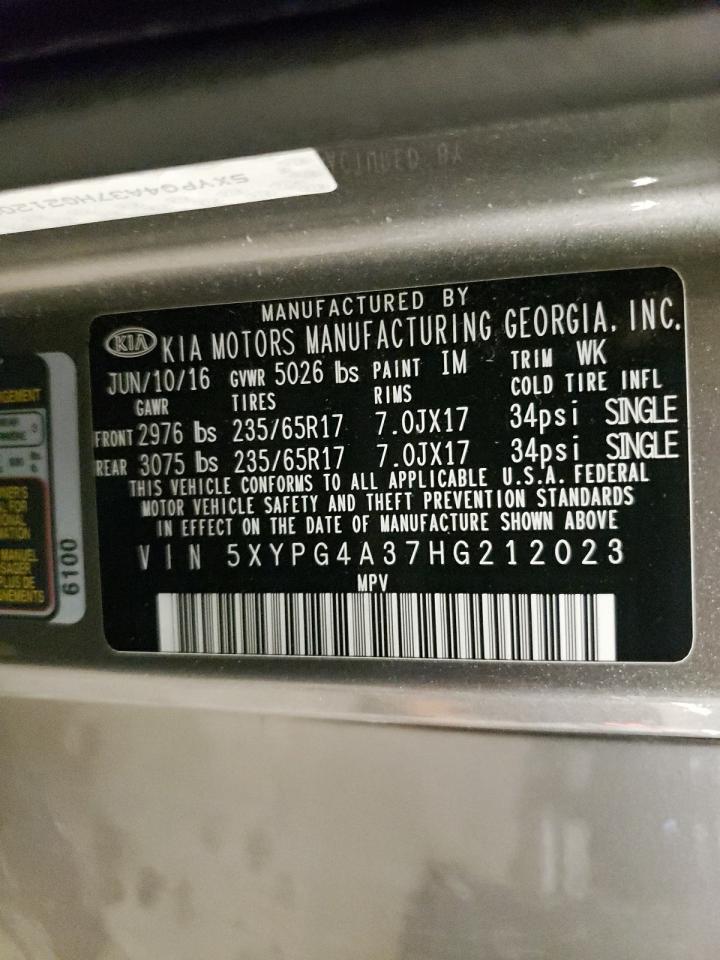 5XYPG4A37HG2120
MANUFACTURED BY
KIA KIA MOTORS MANUFACTURING GEORGIA. INC.
JUN/10/16 GVWR 5026 lbs PAINT IM TRIM WK
GAWR TIRES RIMS COLD TIRE INFL
FRONT 2976 lbs 235/65R17 7.0JX17 34psi SINGLE
REAR 3075 lbs 235/65R17 7.0JX17 34psi SINGLE
THIS VEHICLE CONFORMS TO ALL APPLICABLE U.S.A. FEDERAL
MOTOR VEHICLE SAFETY AND THEFT PREVENTION STANDARDS
IN EFFECT ON THE DATE OF MANUFACTURE SHOWN ABOVE
VIN 5XYPG4A37HG212023
MPV
6100